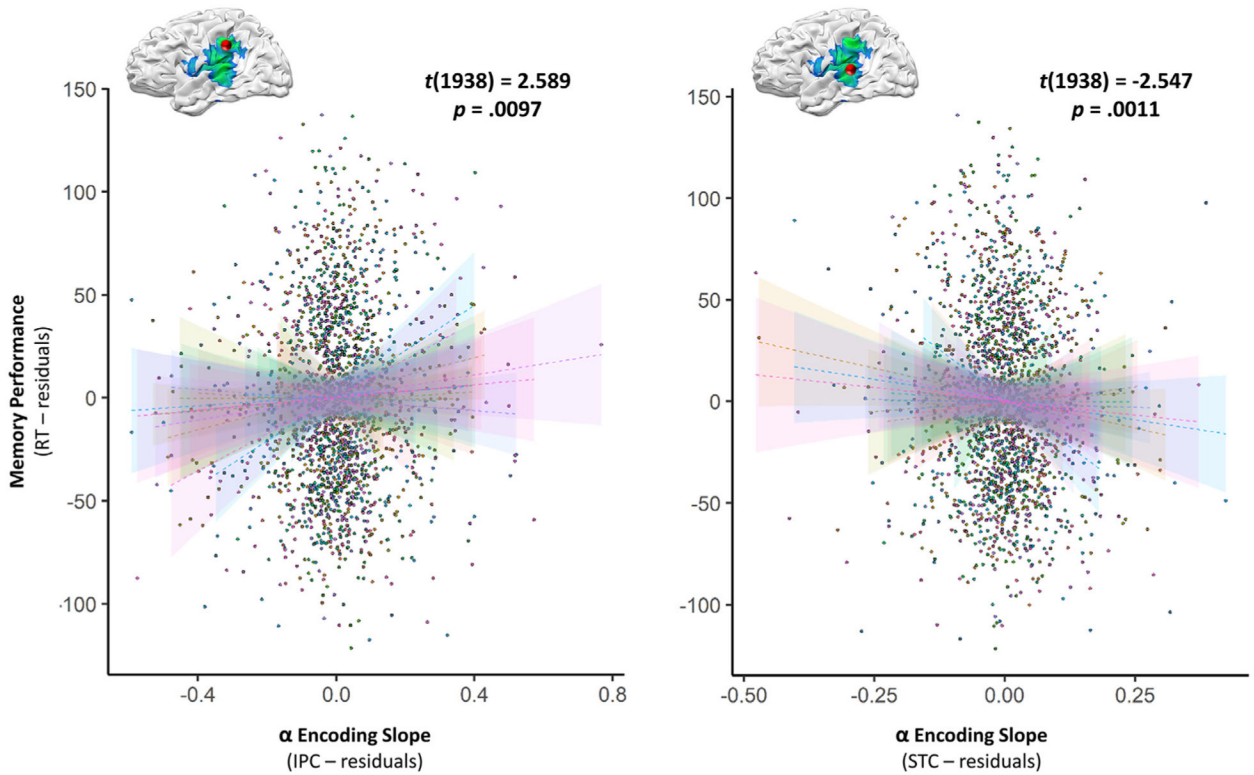 t(1938) = 2.589
p = .0097
150
100
50
0
-50
-100
-0.4
0.0
0.4
0.8
Memory Performance
(RT – residuals)
α Encoding Slope
(IPC – residuals)
t(1938) = -2.547
p = .0011
150
100
50
0
-50
-100
-0.50
-0.25
0.00
0.25
α Encoding Slope
(STC – residuals)